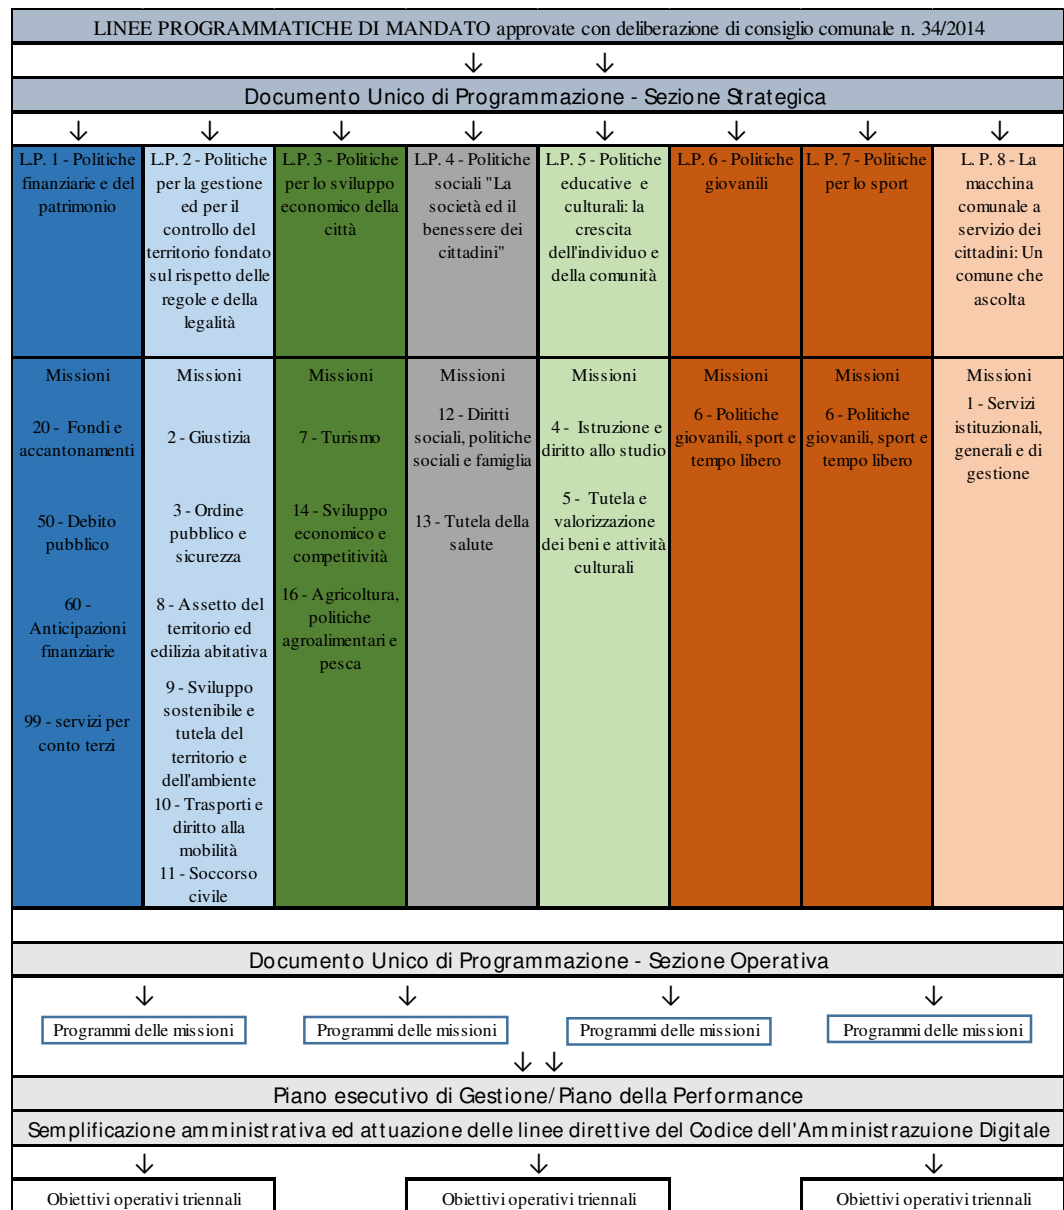 LINEE PROGRAMMATICHE DI MANDATO approvate con deliberazione di consiglio comunale n. 34/2014
Documento Unico di Programmazione - Sezione Strategica
L.P. 1 - Politiche
finanziarie e del
patrimonio
L.P. 2 - Politiche
per la gestione
ed per il
controllo del
territorio fondato
sul rispetto delle
regole e della
legalità
L.P. 3 - Politiche
per lo sviluppo
economico della
città
L.P. 4 - Politiche
sociali "La
società ed il
benessere dei
cittadini"
L.P. 5 - Politiche
educative e
culturali: la
crescita
dell'individuo e
della comunità
L.P. 6 - Politiche
giovanili
L. P. 7 - Politiche
per lo sport
L. P. 8 - La
macchina
comunale a
servizio dei
cittadini: Un
comune che
ascolta
Missioni
20 - Fondi e
accantonamenti
50 - Debito
pubblico
60 -
Anticipazioni
finanziarie
99 - servizi per
conto terzi
Missioni
2 - Giustizia
3 - Ordine
pubblico e
sicurezza
8 - Assetto del
territorio ed
edilizia abitativa
9 - Sviluppo
sostenibile e
tutela del
territorio e
dell'ambiente
10 - Trasporti e
diritto alla
mobilità
11 - Soccorso
civile
Missioni
7 - Turismo
14 - Sviluppo
economico e
competitività
16 - Agricoltura,
politiche
agroalimentari e
pesca
Missioni
12 - Diritti
sociali, politiche
sociali e famiglia
13 - Tutela della
salute
Missioni
4 - Istruzione e
diritto allo studio
5 - Tutela e
valorizzazione
dei beni e attività
culturali
Missioni
6 - Politiche
giovanili, sport e
tempo libero
Missioni
6 - Politiche
giovanili, sport e
tempo libero
Missioni
1 - Servizi
istituzionali,
generali e di
gestione
Documento Unico di Programmazione - Sezione Operativa
Programmi delle missioni
Programmi delle missioni
Programmi delle missioni
Programmi delle missioni
Piano esecutivo di Gestione/ Piano della Performance
Semplificazione amministrativa ed attuazione delle linee direttive del Codice dell'Amministrazuione Digitale
Obiettivi operativi triennali
Obiettivi operativi triennali
Obiettivi operativi triennali